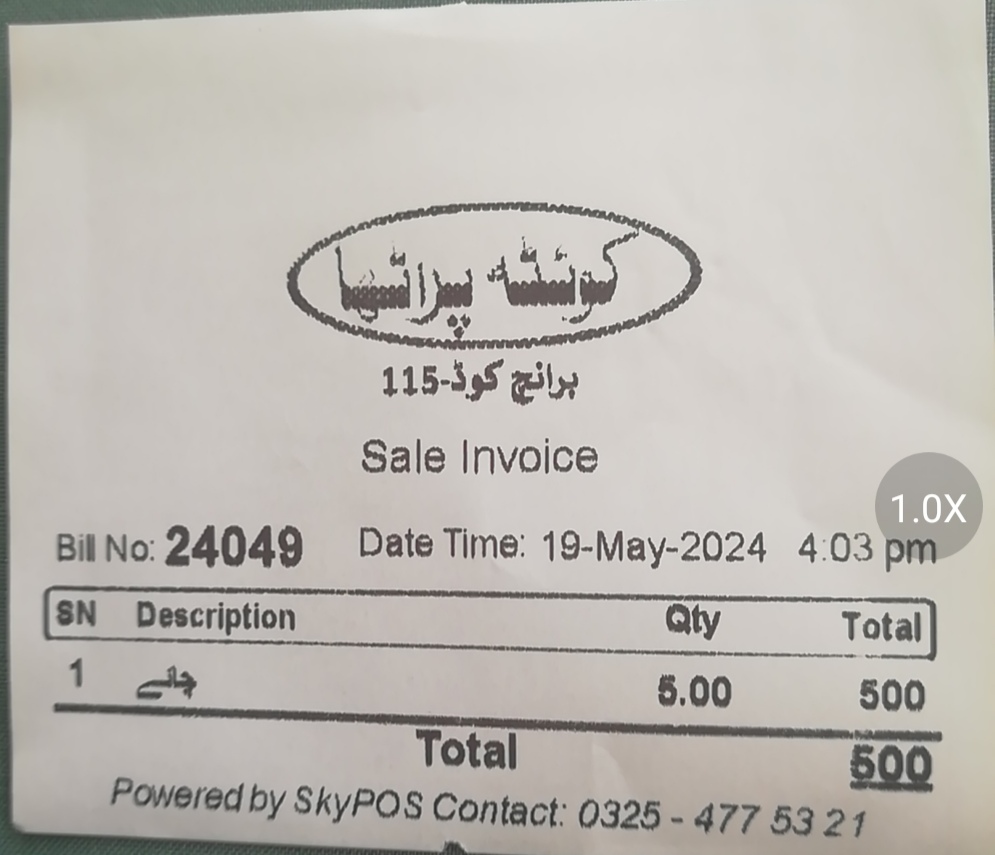 کوئٹہ پراٹھا
برانچ کوڈ-115
Sale Invoice
1.0X
Bill No: 24049 Date Time: 19-May-2024 4:03 pm
SN Description Qty Total
1 چائے 5.00 500
Total 500
Powered by SkyPOS Contact: 0325 - 477 53 21